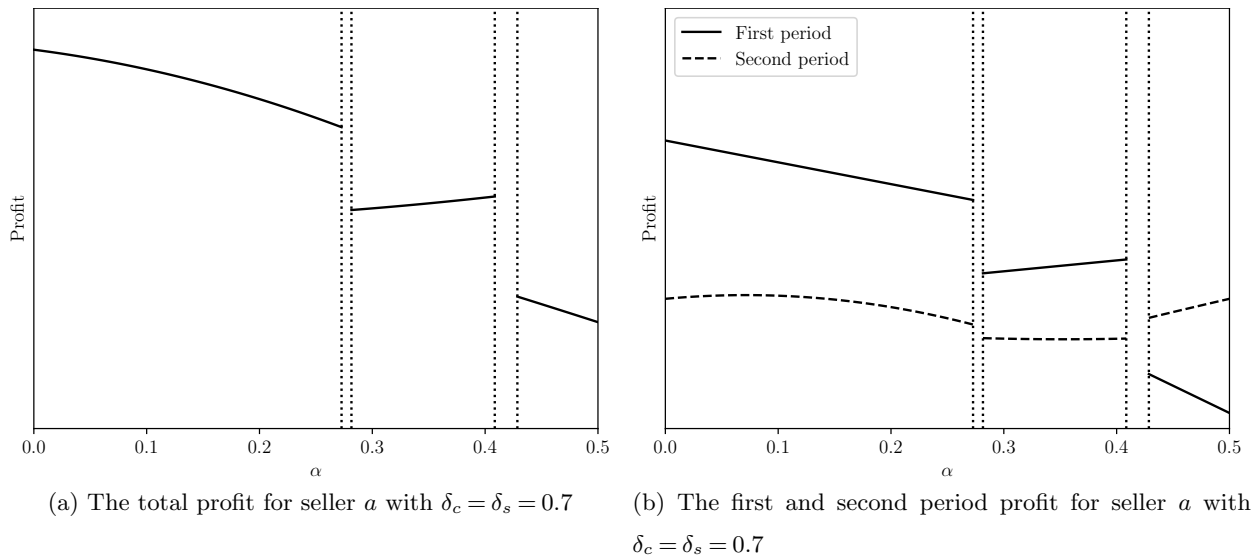 Profit
0.0 0.1 0.2 0.3 0.4 0.5
α
(a) The total profit for seller a with δc = δs = 0.7
First period
Second period
Profit
0.0 0.1 0.2 0.3 0.4 0.5
α
(b) The first and second period profit for seller a with
δc = δs = 0.7